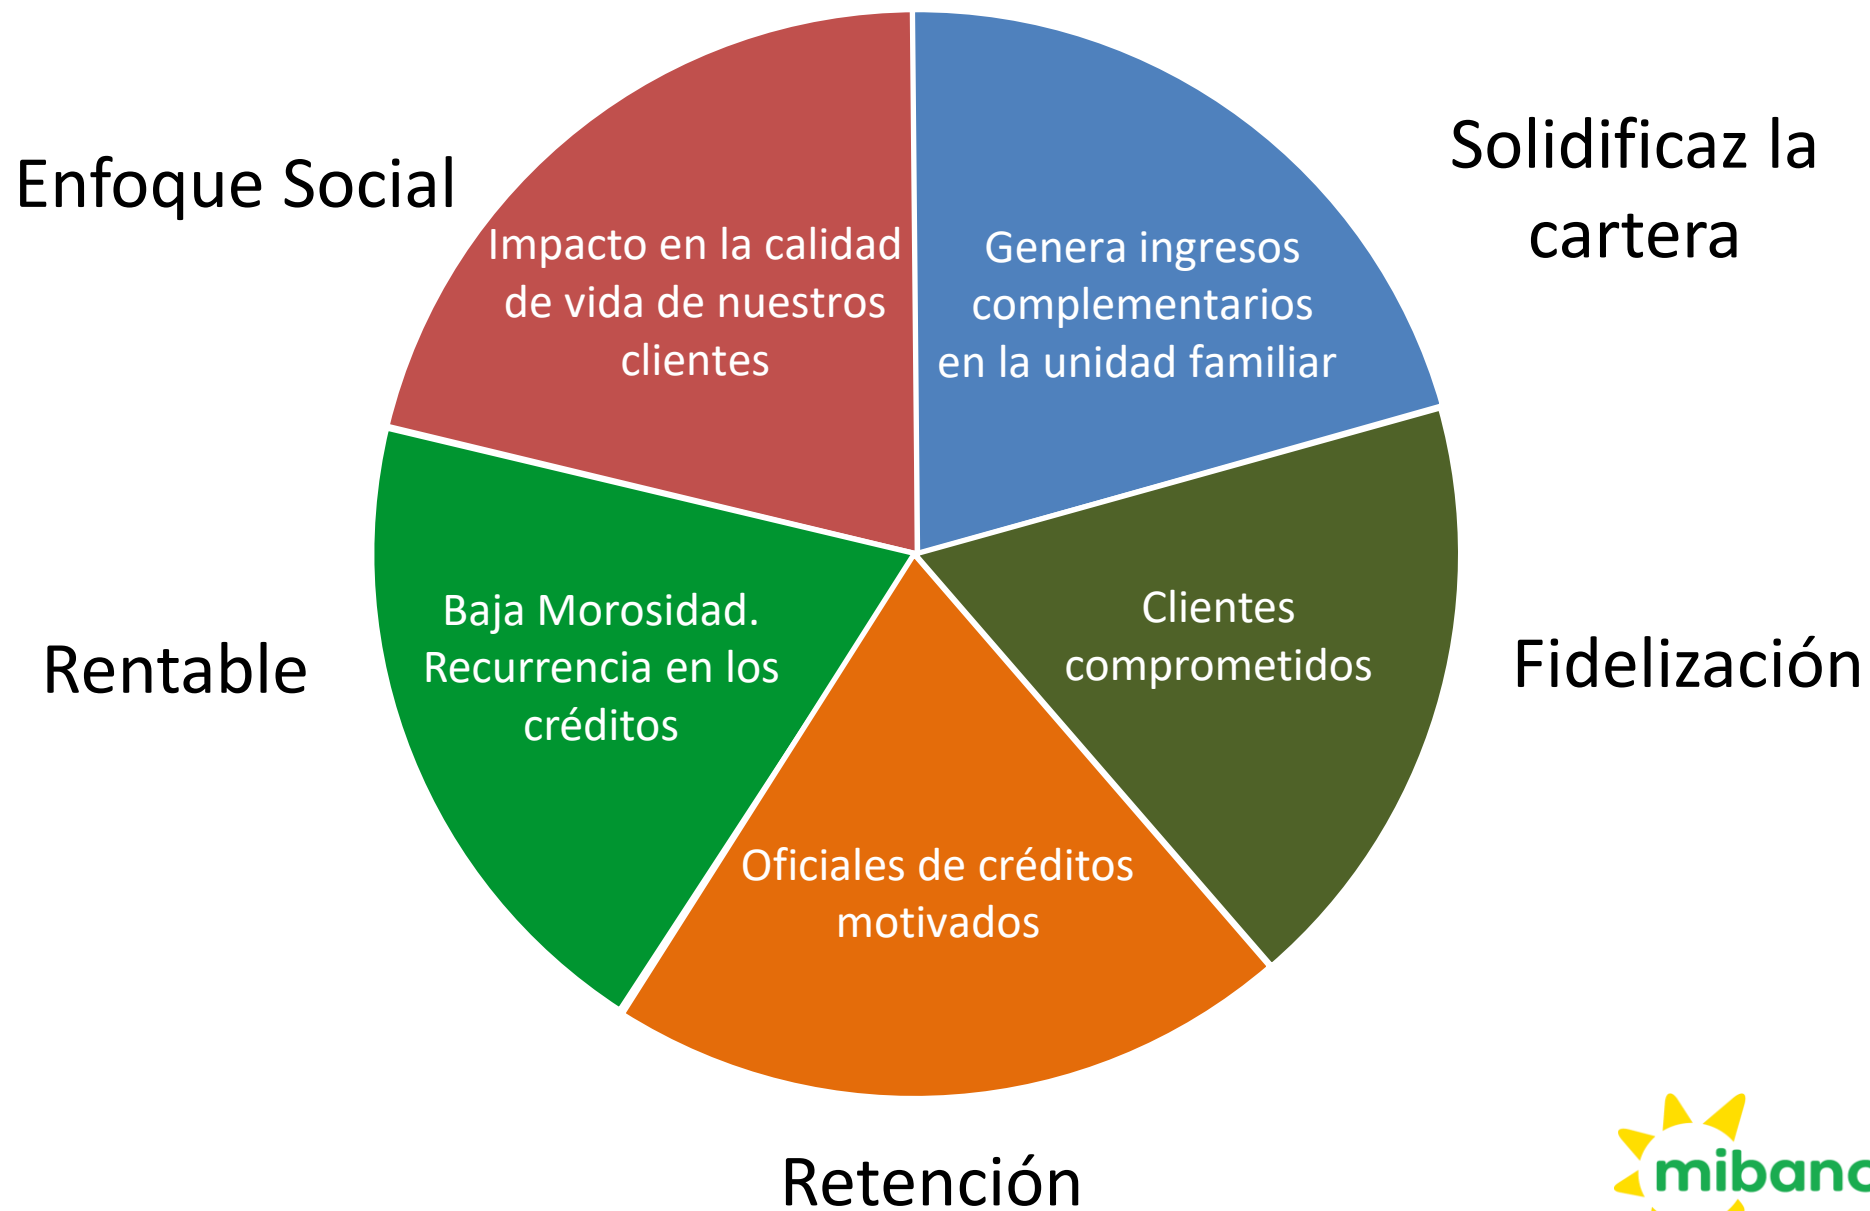 Enfoque Social
Impacto en la calidad
de vida de nuestros
clientes
Genera ingresos
complementarios
en la unidad familiar
Solidificaz la
cartera
Rentable
Baja Morosidad.
Recurrencia en los
créditos
Clientes
comprometidos
Fidelización
Oficiales de créditos
motivados
Retención